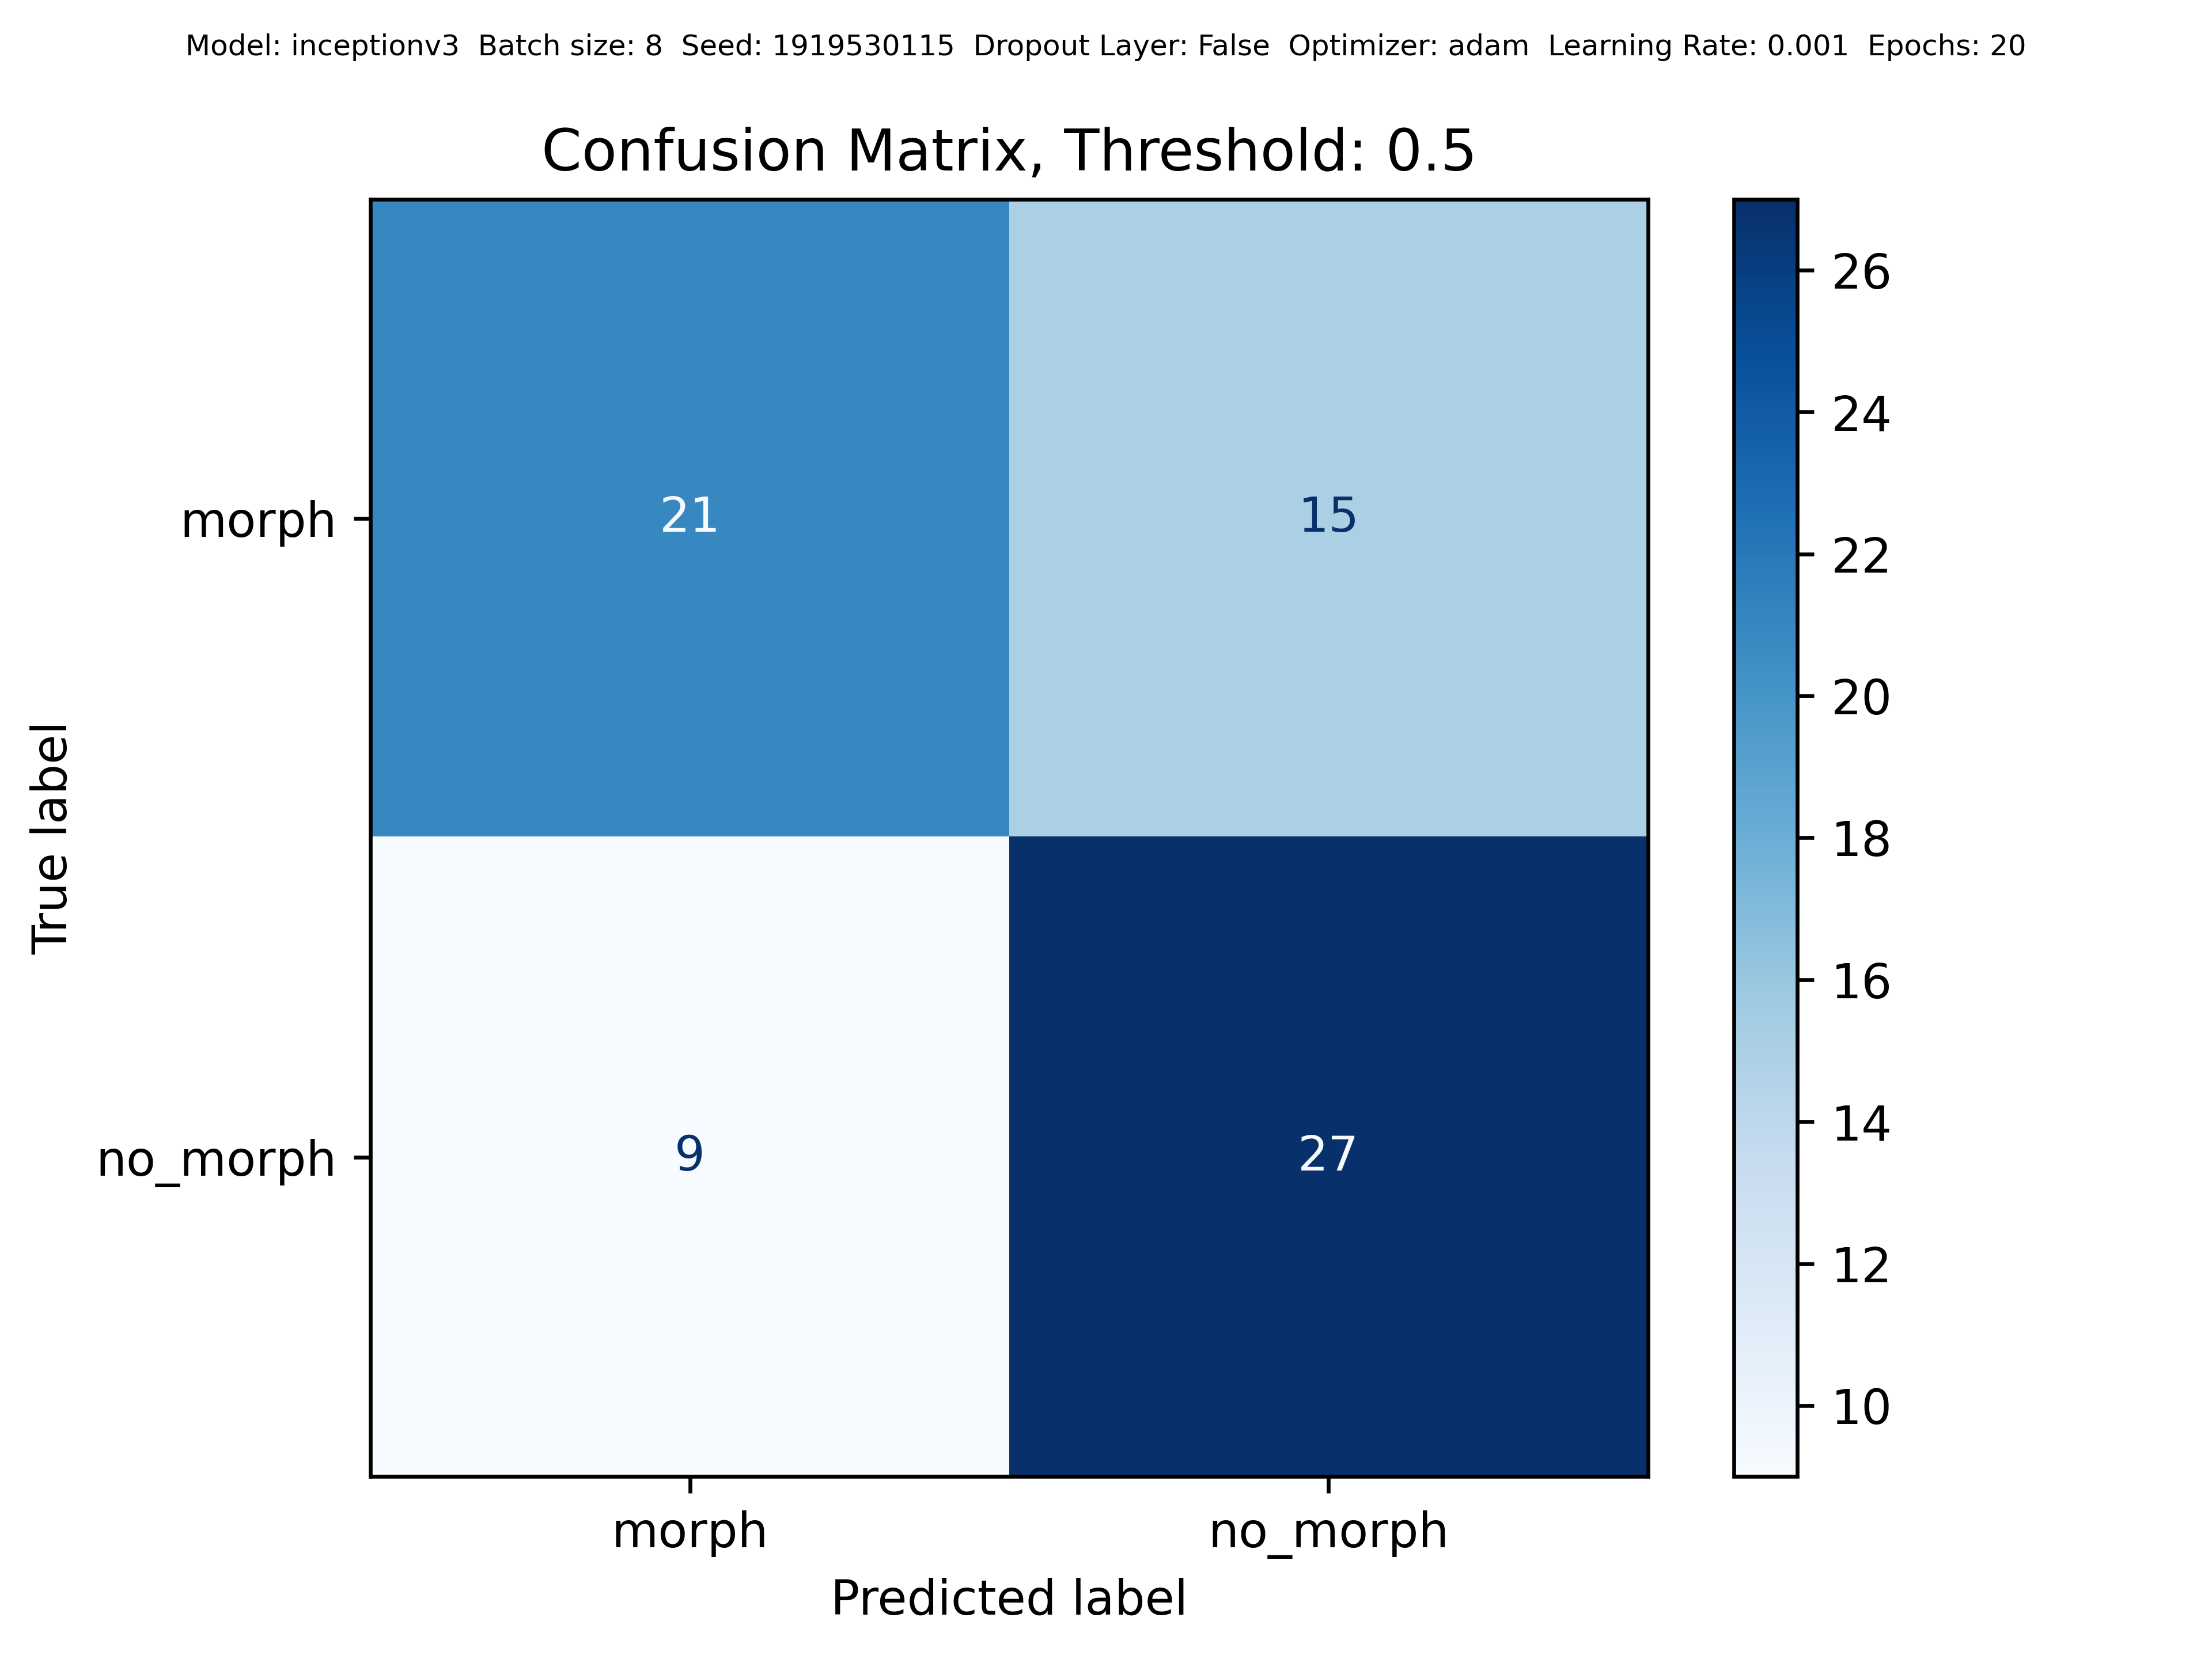 Model: inceptionv3  Batch size: 8  Seed: 1919530115  Dropout Layer: False  Optimizer: adam  Learning Rate: 0.001  Epochs: 20
Confusion Matrix, Threshold: 0.5
True label
morph
no_morph
21
15
9
27
morph
no_morph
Predicted label
26
24
22
20
18
16
14
12
10